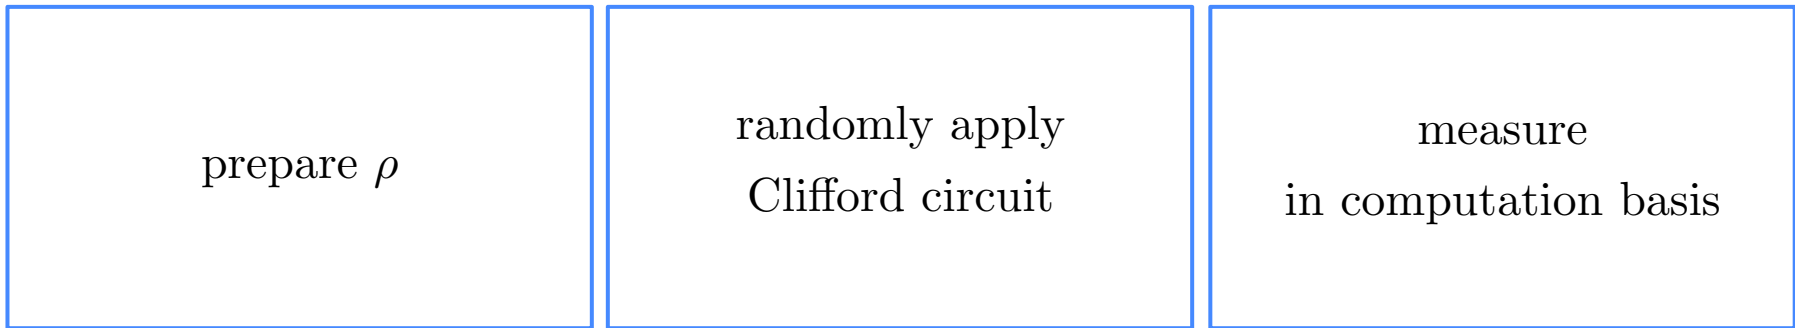 prepare ρ
randomly apply
Clifford circuit
measure
in computation basis